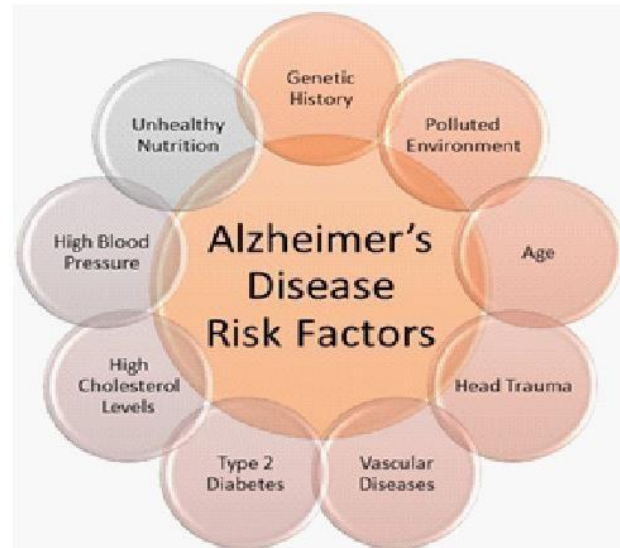 Genetic
History
Polluted
Environment
Age
Head Trauma
Vascular
Diseases
Type 2
Diabetes
High
Cholesterol
Levels
High Blood
Pressure
Unhealthy
Nutrition
Alzheimer's
Disease
Risk Factors